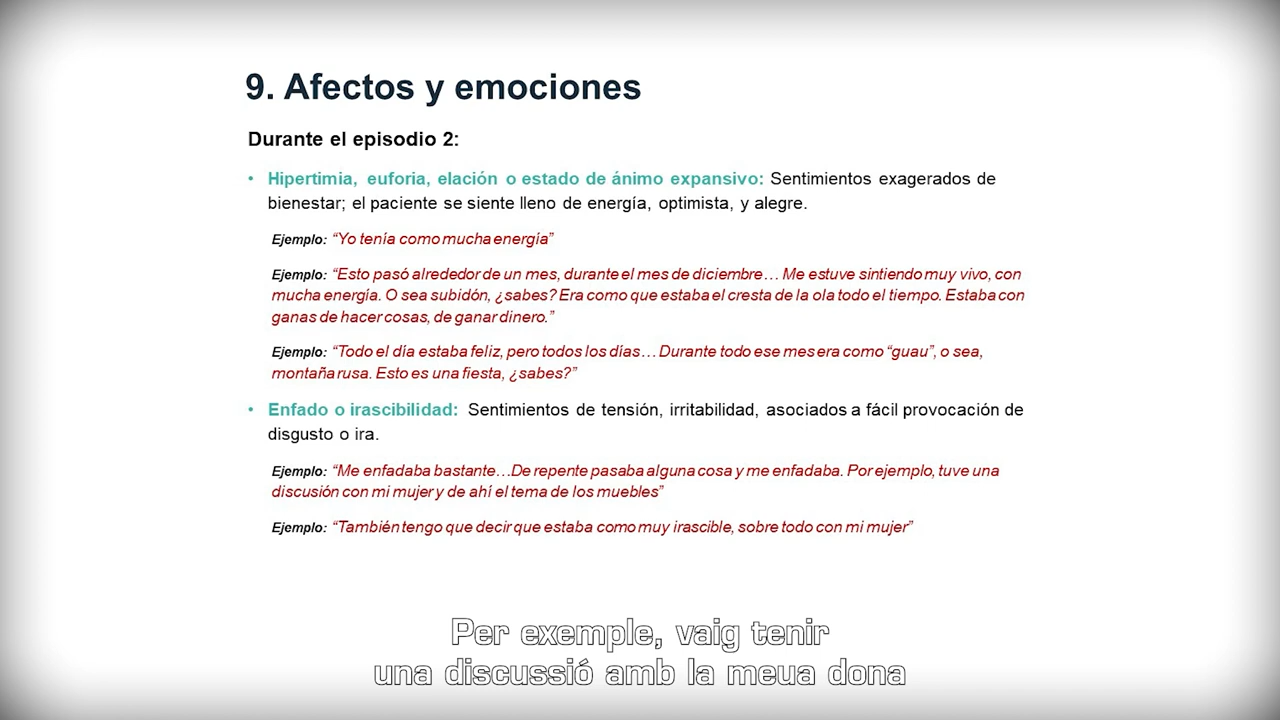 9. Afectos y emociones
Durante el episodio 2:
• Hipertimia, euforia, elación o estado de ánimo expansivo: Sentimientos exagerados de
bienestar; el paciente se siente lleno de energía, optimista, y alegre.
Ejemplo: “Yo tenía como mucha energía”
Ejemplo: “Esto pasó alrededor de un mes, durante el mes de diciembre… Me estuve sintiendo muy vivo, con
mucha energía. O sea subidón, ¿sabes? Era como que estaba el cresta de la ola todo el tiempo. Estaba con
ganas de hacer cosas, de ganar dinero.”
Ejemplo: “Todo el día estaba feliz, pero todos los días… Durante todo ese mes era como “guau”, o sea,
montaña rusa. Esto es una fiesta, ¿sabes?”
• Enfado o irascibilidad: Sentimientos de tensión, irritabilidad, asociados a fácil provocación de
disgusto o ira.
Ejemplo: “Me enfadaba bastante…De repente pasaba alguna cosa y me enfadaba. Por ejemplo, tuve una
discusión con mi mujer y de ahí el tema de los muebles”
Ejemplo: “También tengo que decir que estaba como muy irascible, sobre todo con mi mujer”
Per exemple, vaig tenir
una discussió amb la meua dona